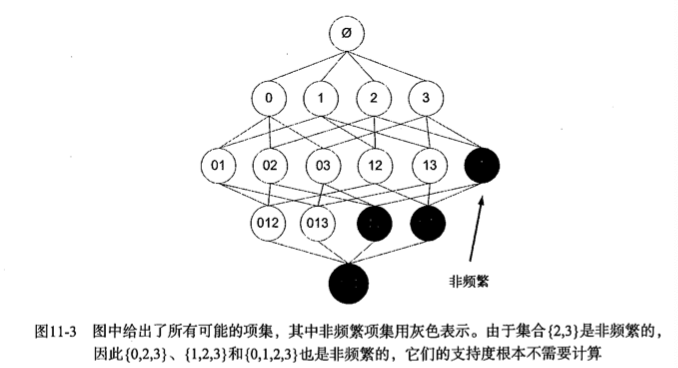 Ø
0 1 2 3
01 02 03 12 13
012 013
非频繁
图11-3 图中给出了所有可能的项集，其中非频繁项集用灰色表示。由于集合{2,3}是非频繁的，
因此{0,2,3}、{1,2,3}和{0,1,2,3}也是非频繁的，它们的支持度根本不需要计算